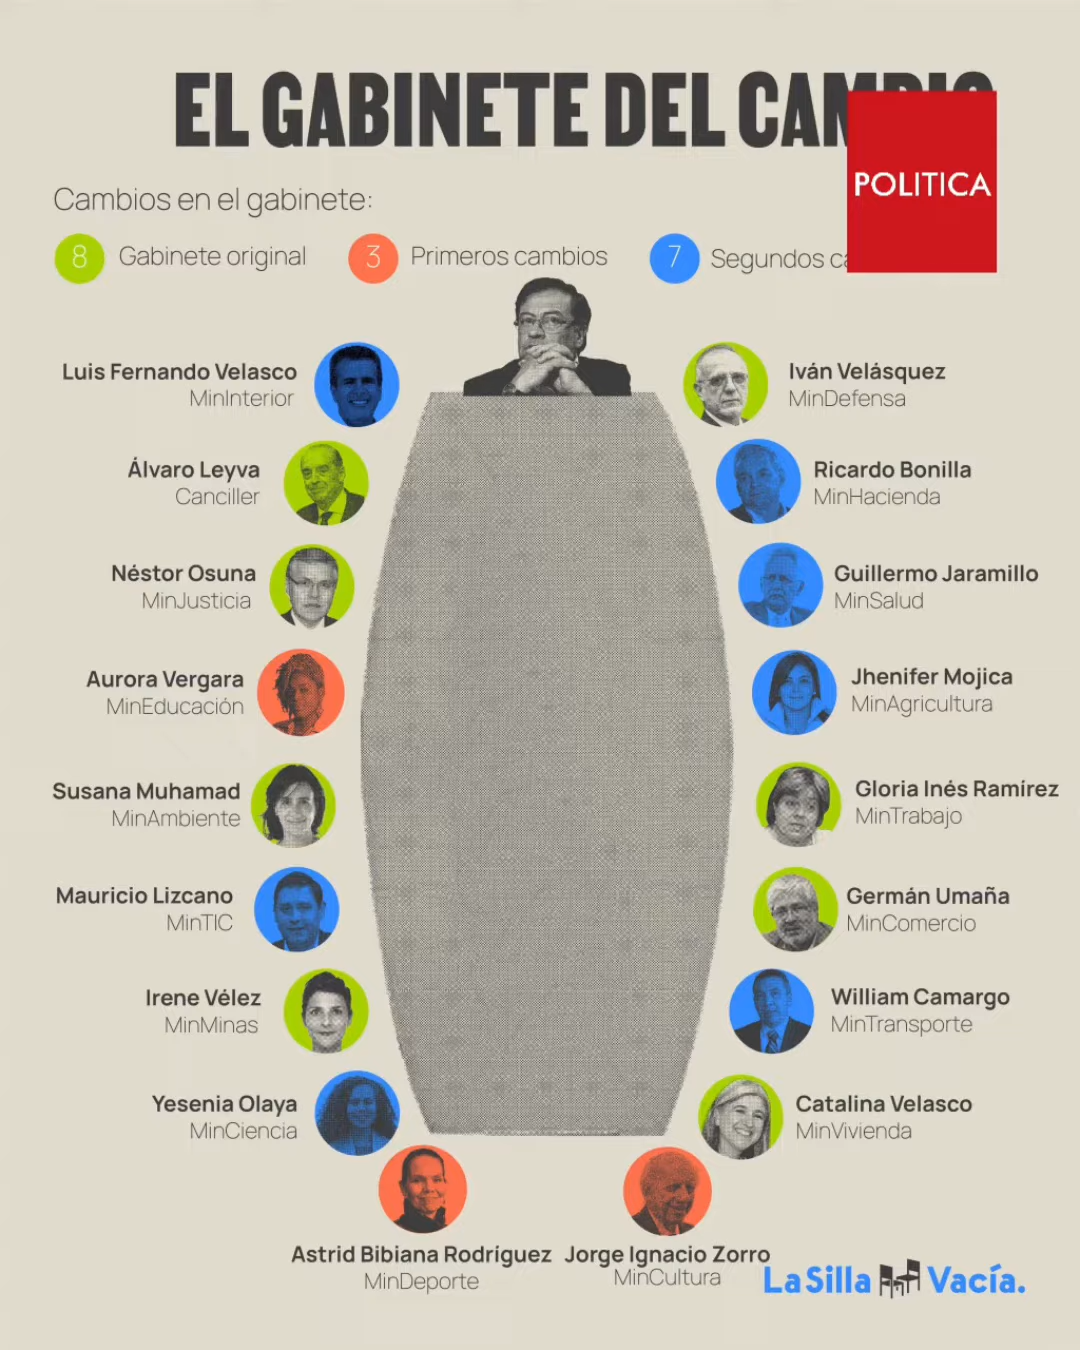 EL GABINETE DEL
POLITICA
Cambios en el gabinete:
8 Gabinete original
3 Primeros cambios
7 Segundos
Luis Fernando Velasco
MinInterior
Iván Velásquez
MinDefensa
Álvaro Leyva
Canciller
Ricardo Bonilla
MinHacienda
Néstor Osuna
MinJusticia
Guillermo Jaramillo
MinSalud
Aurora Vergara
MinEducación
Jhenifer Mojica
MinAgricultura
Susana Muhamad
MinAmbiente
Gloria Inés Ramírez
MinTrabajo
Mauricio Lizcano
MinTIC
Germán Umaña
MinComercio
Irene Vélez
MinMinas
William Camargo
MinTransporte
Yesenia Olaya
MinCiencia
Catalina Velasco
MinVivienda
Astrid Bibiana Rodríguez
MinDeporte
Jorge Ignacio Zorro
MinCultura
La Silla Vacía.